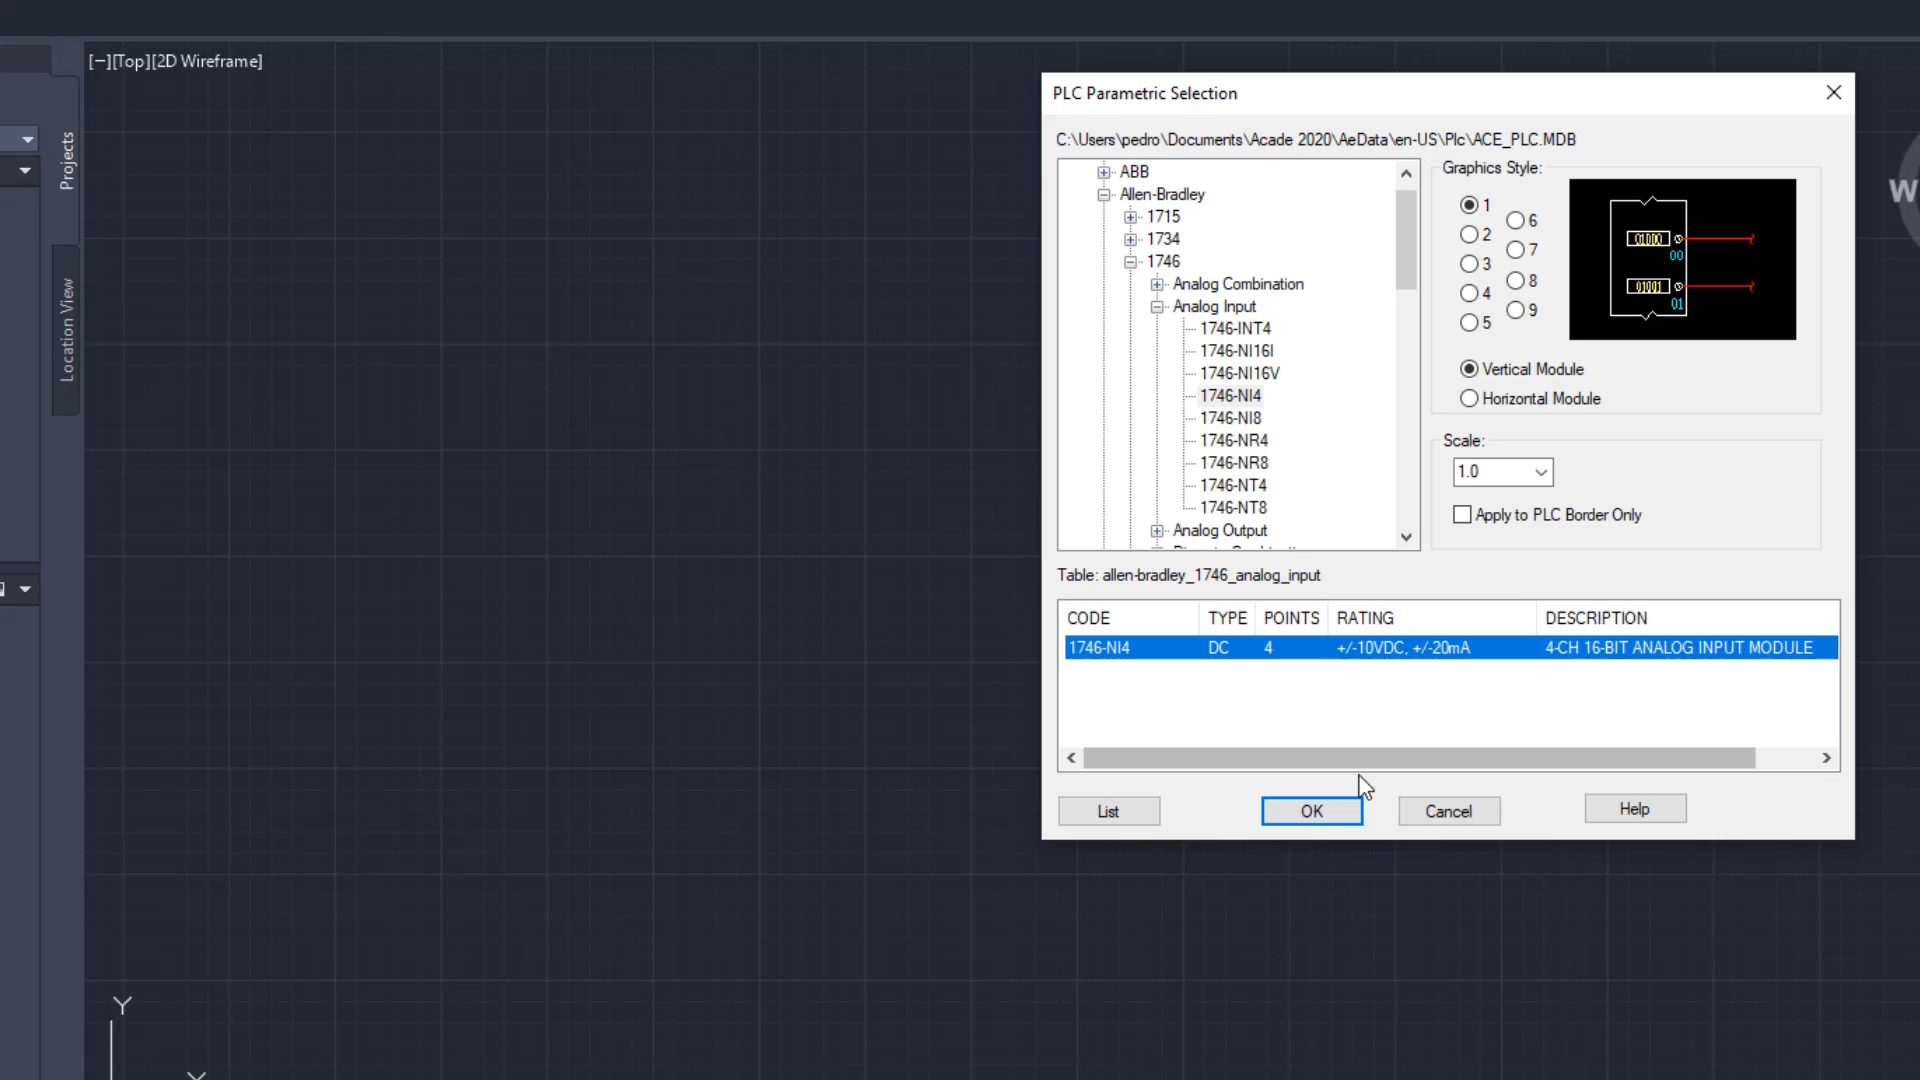 [−][Top][2D Wireframe]
Projects
Location View
W
Y
PLC Parametric Selection
C:\Users\pedro\Documents\Acade 2020\AeData\en-US\Plc\ACE_PLC.MDB
ABB
Allen-Bradley
1715
1734
1746
Analog Combination
Analog Input
1746-INT4
1746-NI16I
1746-NI16V
1746-NI4
1746-NI8
1746-NR4
1746-NR8
1746-NT4
1746-NT8
Analog Output
Graphics Style:
1
2
3
4
5
6
7
8
9
01000
00
01001
01
Vertical Module
Horizontal Module
Scale:
1.0
Apply to PLC Border Only
Table: allen-bradley_1746_analog_input
CODE TYPE POINTS RATING DESCRIPTION
1746-NI4 DC 4 +/-10VDC, +/-20mA 4-CH 16-BIT ANALOG INPUT MODULE
List OK Cancel Help